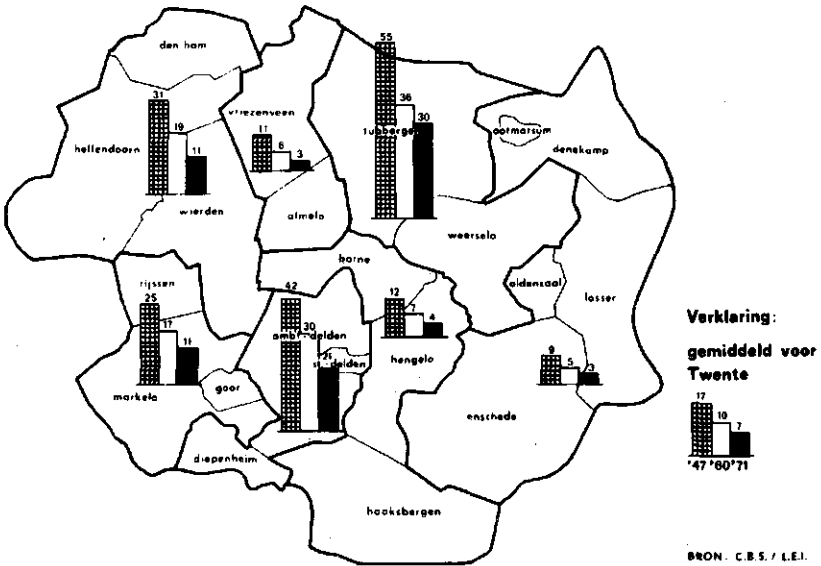 den ham
55
31
36
vriezenveen
30
19
11
tubbergen
ootmarsum
hellendoorn
11
6
3
denekamp
wierden
almelo
weerselo
borne
oldenzaal
losser
rijssen
42
12
25
30
7
17
4
ambt-delden
9
st.-delden
hengelo
5
3
goor
markelo
enschede
diepenheim
haaksbergen
Verklaring:
gemiddeld voor
Twente
17
10
7
'47 '60 '71
BRON: C.B.S. / L.E.I.